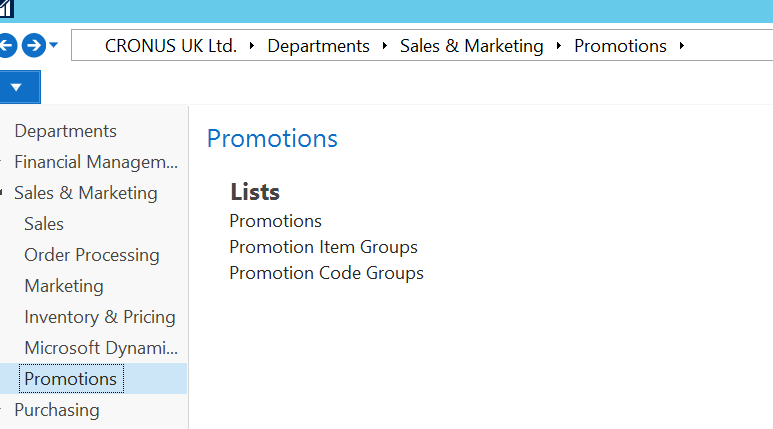 CRONUS UK Ltd. Departments Sales & Marketing Promotions
Departments
Financial Managem...
Sales & Marketing
Sales
Order Processing
Marketing
Inventory & Pricing
Microsoft Dynami...
Promotions
Purchasing
Promotions
Lists
Promotions
Promotion Item Groups
Promotion Code Groups